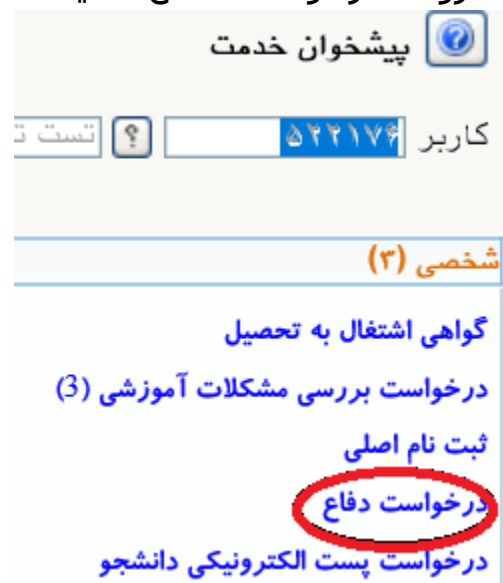 پیشخوان خدمت
کاربر ۵۲۲۱۷۶ ? تست
شخصی (۳)
گواهی اشتغال به تحصیل
درخواست بررسی مشکلات آموزشی (3)
ثبت نام اصلی
درخواست دفاع
درخواست پست الکترونیکی دانشجو